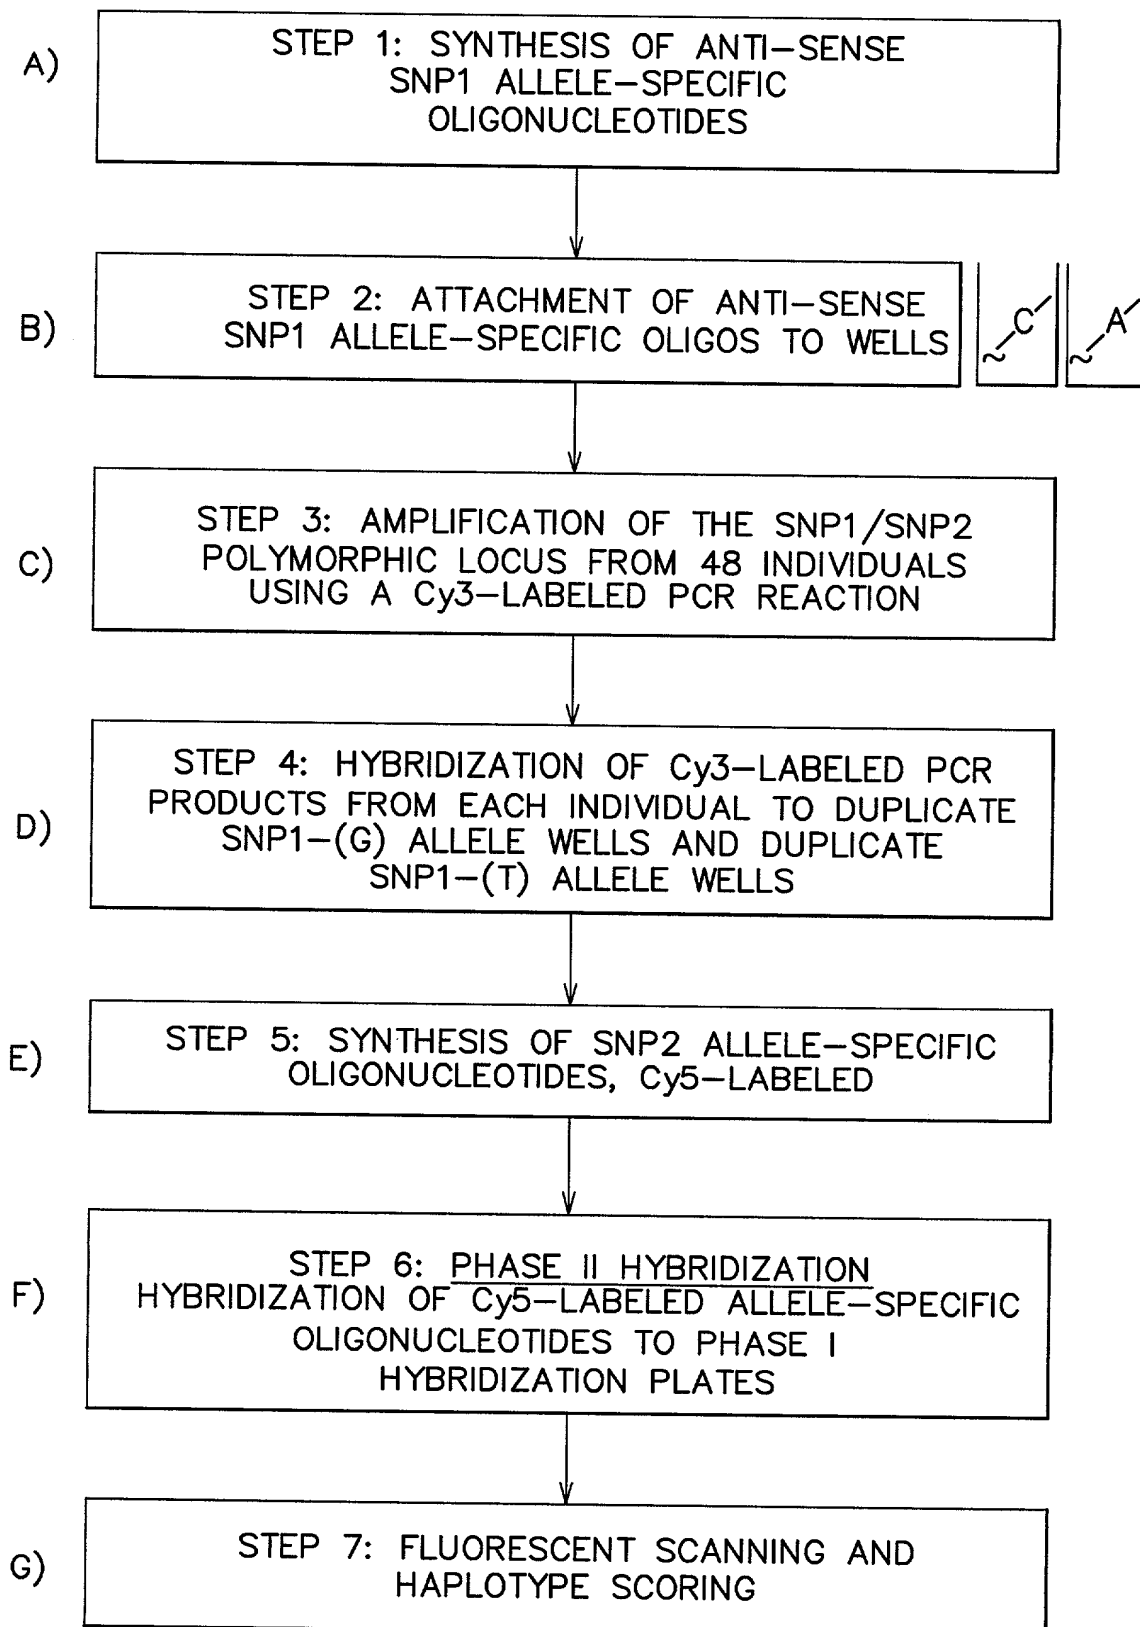 A)
STEP 1: SYNTHESIS OF ANTI-SENSE
SNP1 ALLELE-SPECIFIC
OLIGONUCLEOTIDES
B)
STEP 2: ATTACHMENT OF ANTI-SENSE
SNP1 ALLELE-SPECIFIC OLIGOS TO WELLS
~ C
~ A
C)
STEP 3: AMPLIFICATION OF THE SNP1/SNP2
POLYMORPHIC LOCUS FROM 48 INDIVIDUALS
USING A Cy3-LABELED PCR REACTION
D)
STEP 4: HYBRIDIZATION OF Cy3-LABELED PCR
PRODUCTS FROM EACH INDIVIDUAL TO DUPLICATE
SNP1-(G) ALLELE WELLS AND DUPLICATE
SNP1-(T) ALLELE WELLS
E)
STEP 5: SYNTHESIS OF SNP2 ALLELE-SPECIFIC
OLIGONUCLEOTIDES, Cy5-LABELED
F)
STEP 6: PHASE II HYBRIDIZATION
HYBRIDIZATION OF Cy5-LABELED ALLELE-SPECIFIC
OLIGONUCLEOTIDES TO PHASE I
HYBRIDIZATION PLATES
G)
STEP 7: FLUORESCENT SCANNING AND
HAPLOTYPE SCORING